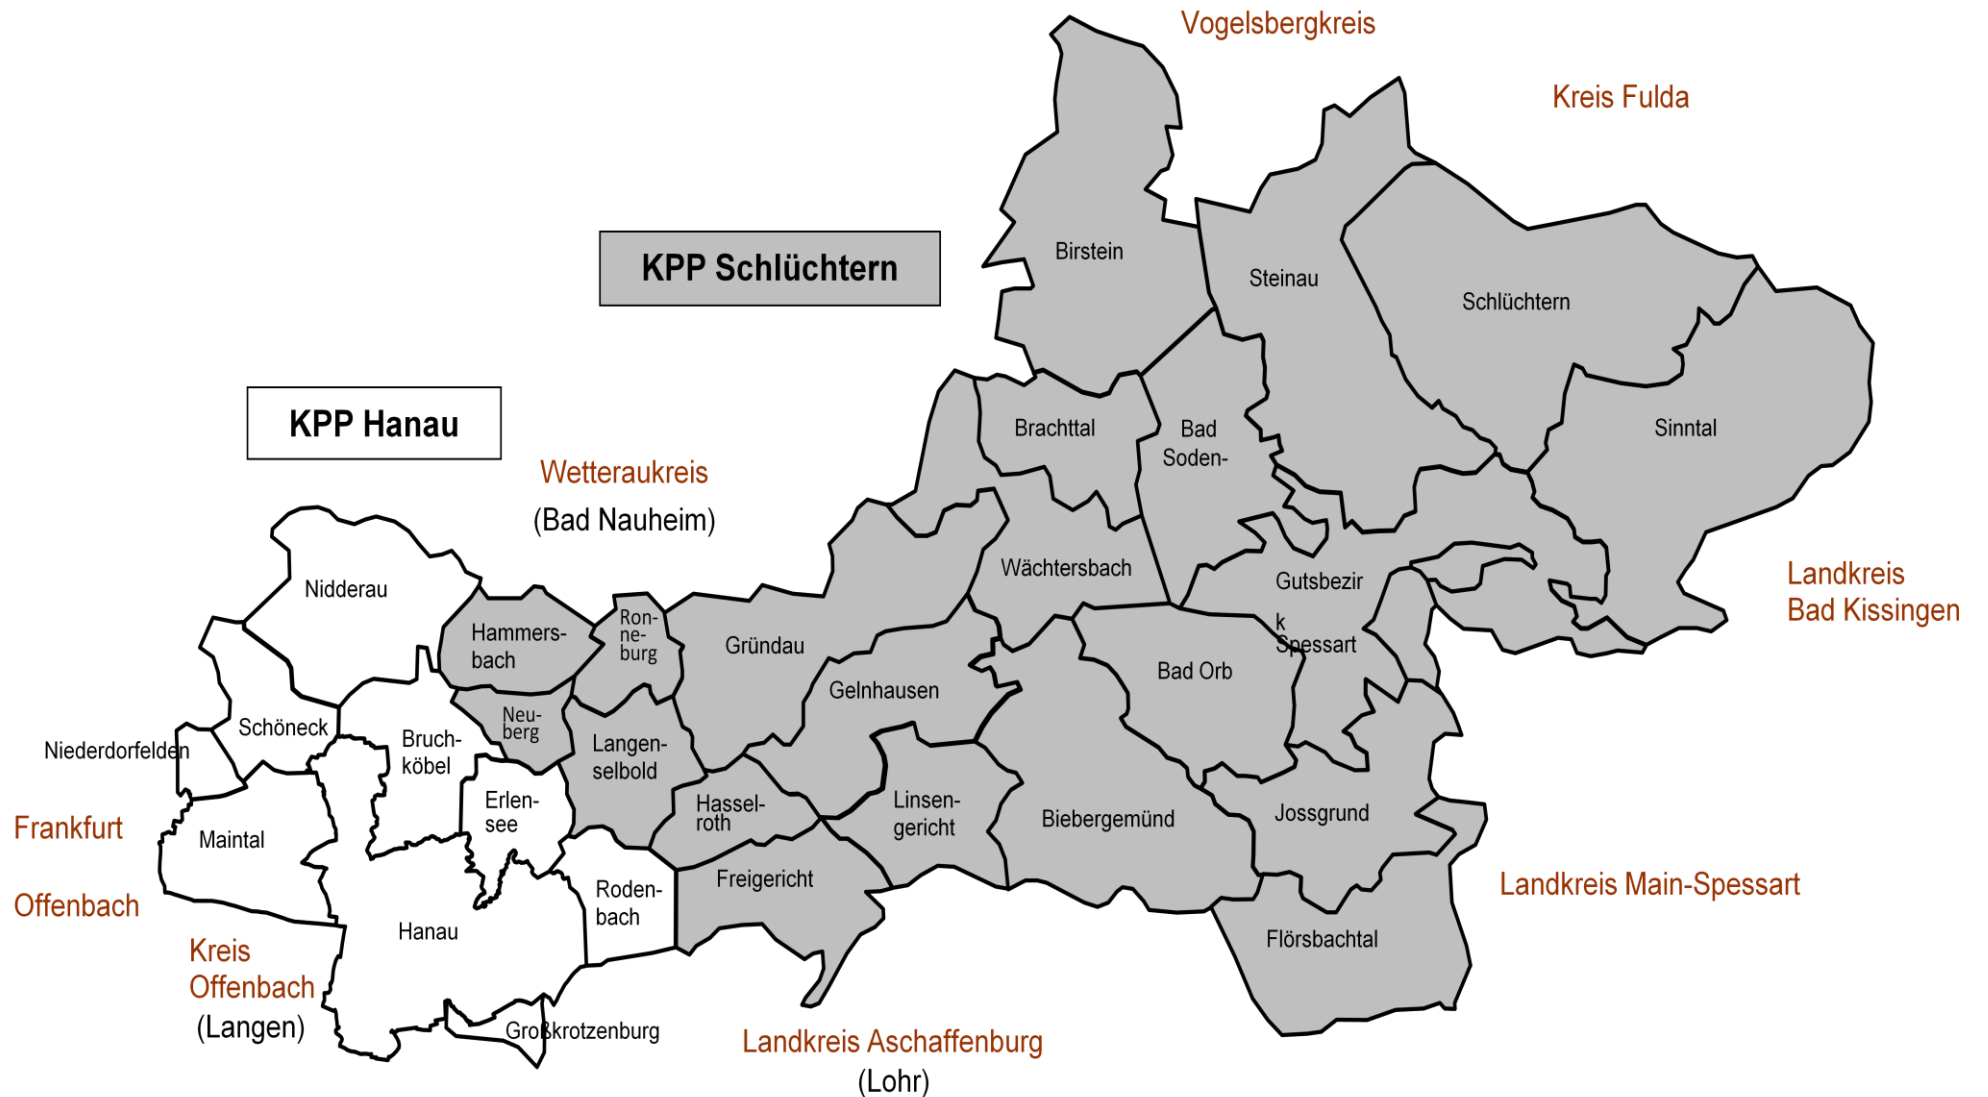 Vogelsbergkreis
Kreis Fulda
KPP Schlüchtern
Birstein
Steinau
Schlüchtern
KPP Hanau
Brachttal
Bad
Soden-
Sinntal
Wetteraukreis
(Bad Nauheim)
Nidderau
Wächtersbach
Gutsbezir
k
Spessart
Landkreis
Bad Kissingen
Hammers-
bach
Ron-
ne-
burg
Gründau
Gelnhausen
Bad Orb
Schöneck
Niederdorfelden
Bruch-
köbel
Neu-
berg
Langen-
selbold
Erlen-
see
Hassel-
roth
Linsen-
gericht
Biebergemünd
Jossgrund
Frankfurt
Maintal
Offenbach
Freigericht
Roden-
bach
Landkreis Main-Spessart
Hanau
Flörsbachtal
Kreis
Offenbach
(Langen)
Großkrotzenburg
Landkreis Aschaffenburg
(Lohr)